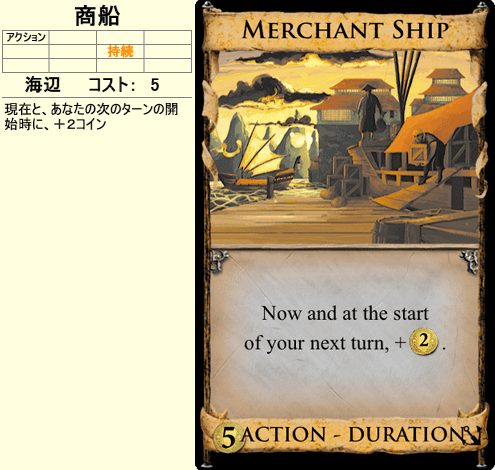 商船
アクション
持続
海辺 コスト： 5
現在と、あなたの次のターンの開
始時に、＋2コイン
MERCHANT SHIP
Now and at the start
of your next turn, + 2 .
5 ACTION - DURATION